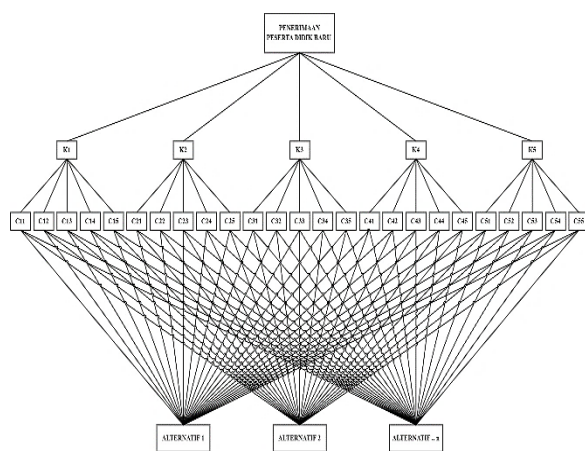 PENERIMAAN
PESERTA DIDIK BARU
K1 K2 K3 K4 K5
C11 C12 C13 C14 C15 C21 C22 C23 C24 C25 C31 C32 C33 C34 C35 C41 C42 C43 C44 C45 C51 C52 C53 C54 C55
ALTERNATIF 1 ALTERNATIF 2 ALTERNATIF .. n